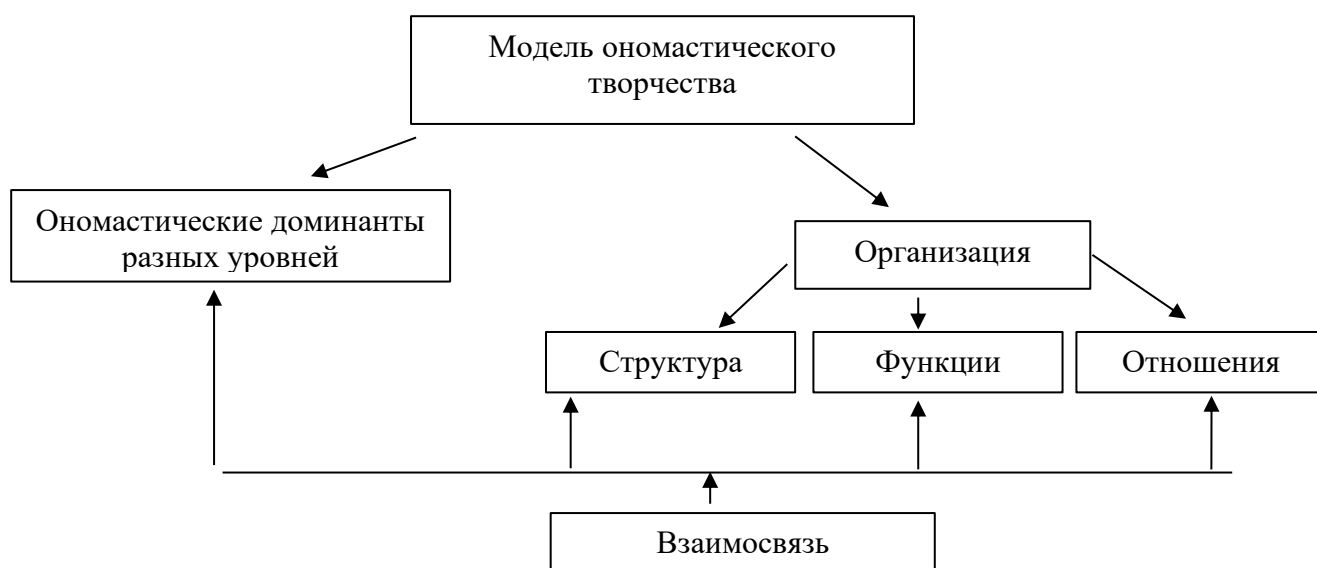 Модель ономастического
творчества
Ономастические доминанты
разных уровней
Организация
Структура
Функции
Отношения
Взаимосвязь